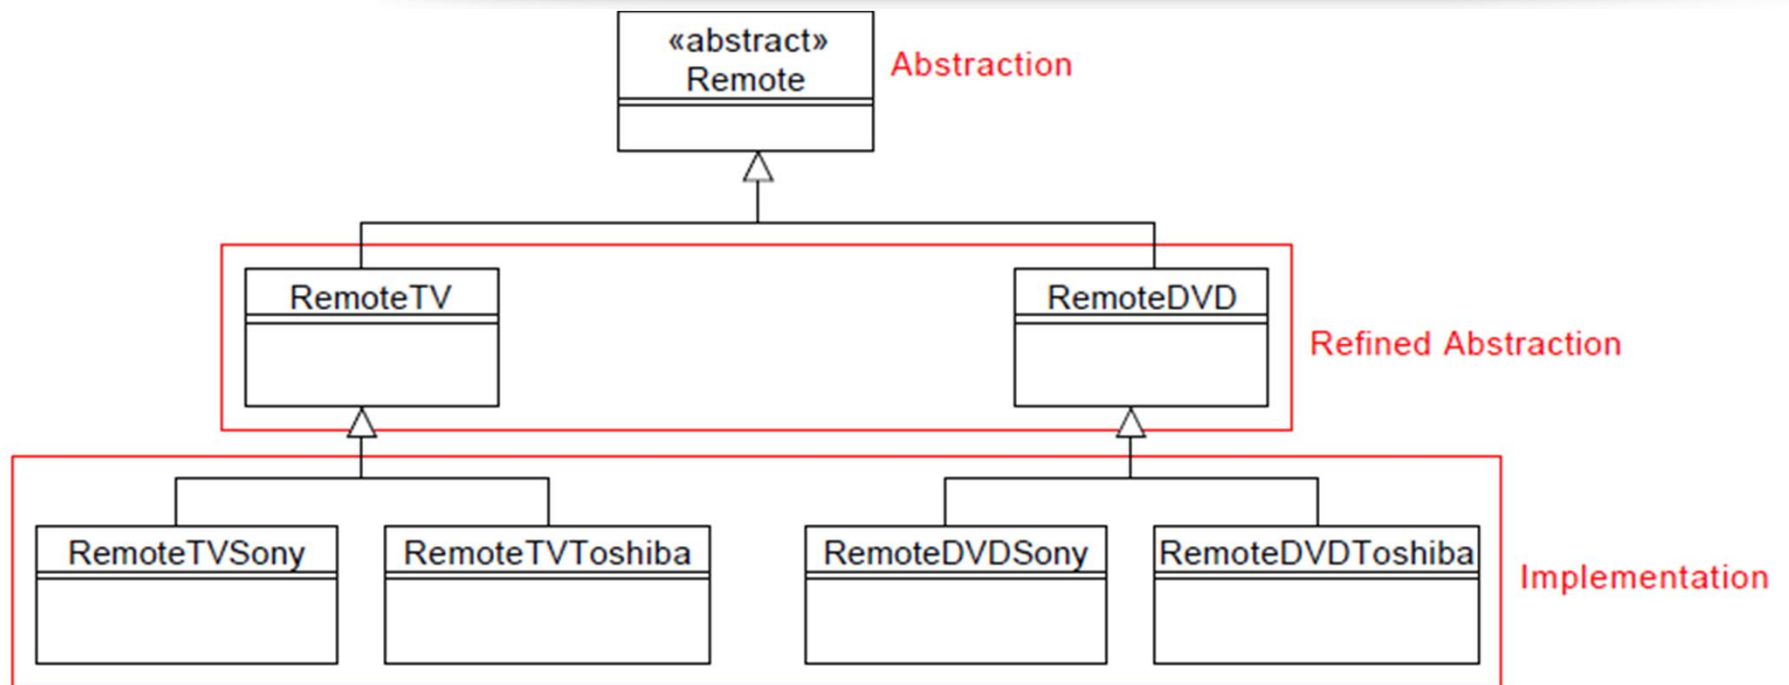 «abstract»
Remote
Abstraction
RemoteTV
RemoteDVD
Refined Abstraction
RemoteTVSony
RemoteTVToshiba
RemoteDVDSony
RemoteDVDToshiba
Implementation